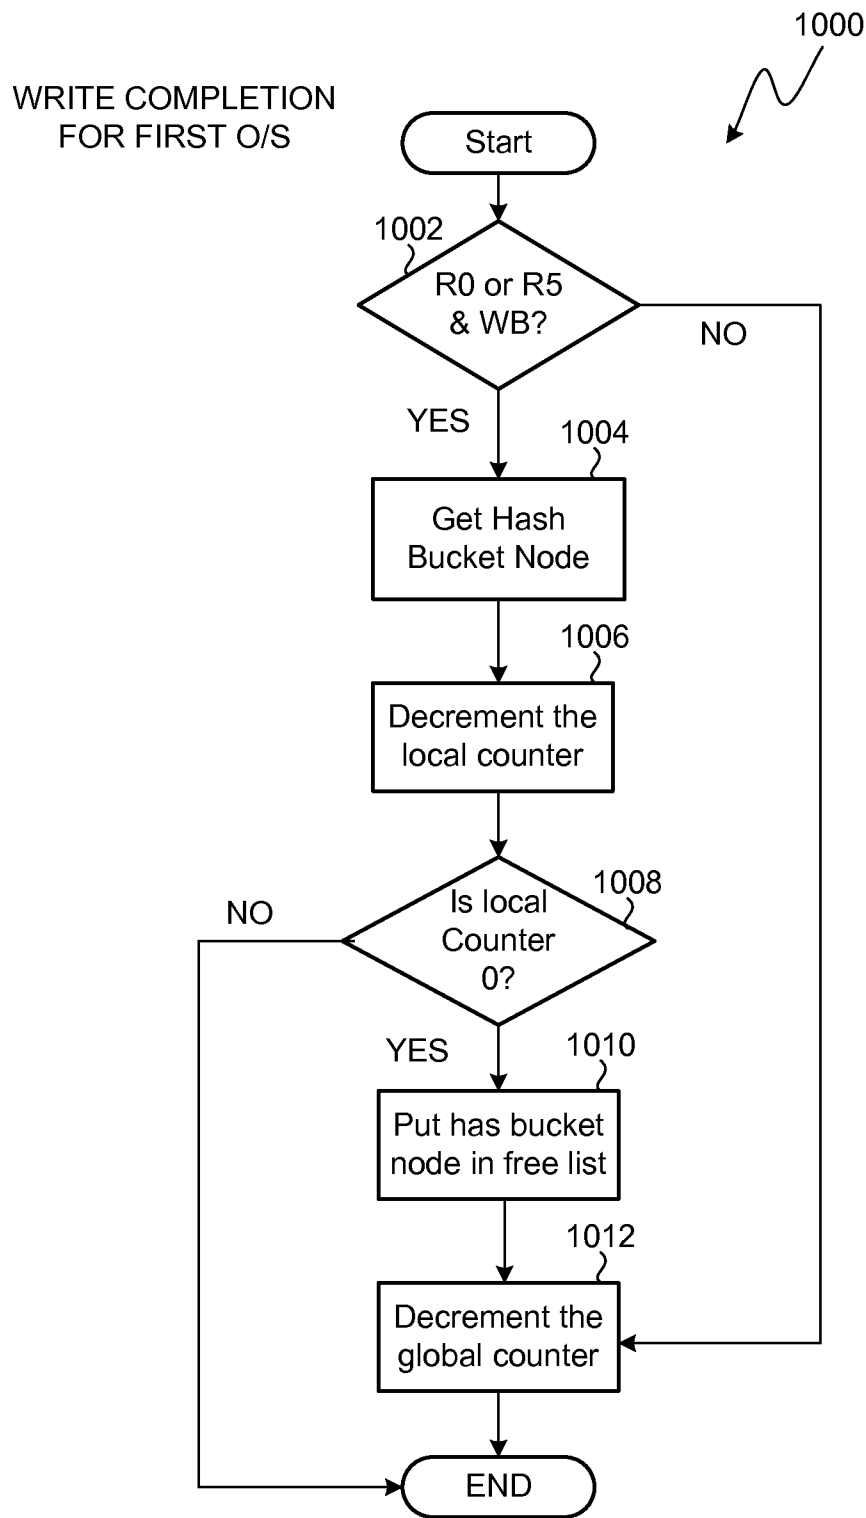 1000
WRITE COMPLETION
FOR FIRST O/S
Start
1002
R0 or R5
& WB?
NO
YES
1004
Get Hash
Bucket Node
1006
Decrement the
local counter
1008
Is local
Counter
0?
NO
YES
1010
Put has bucket
node in free list
1012
Decrement the
global counter
END